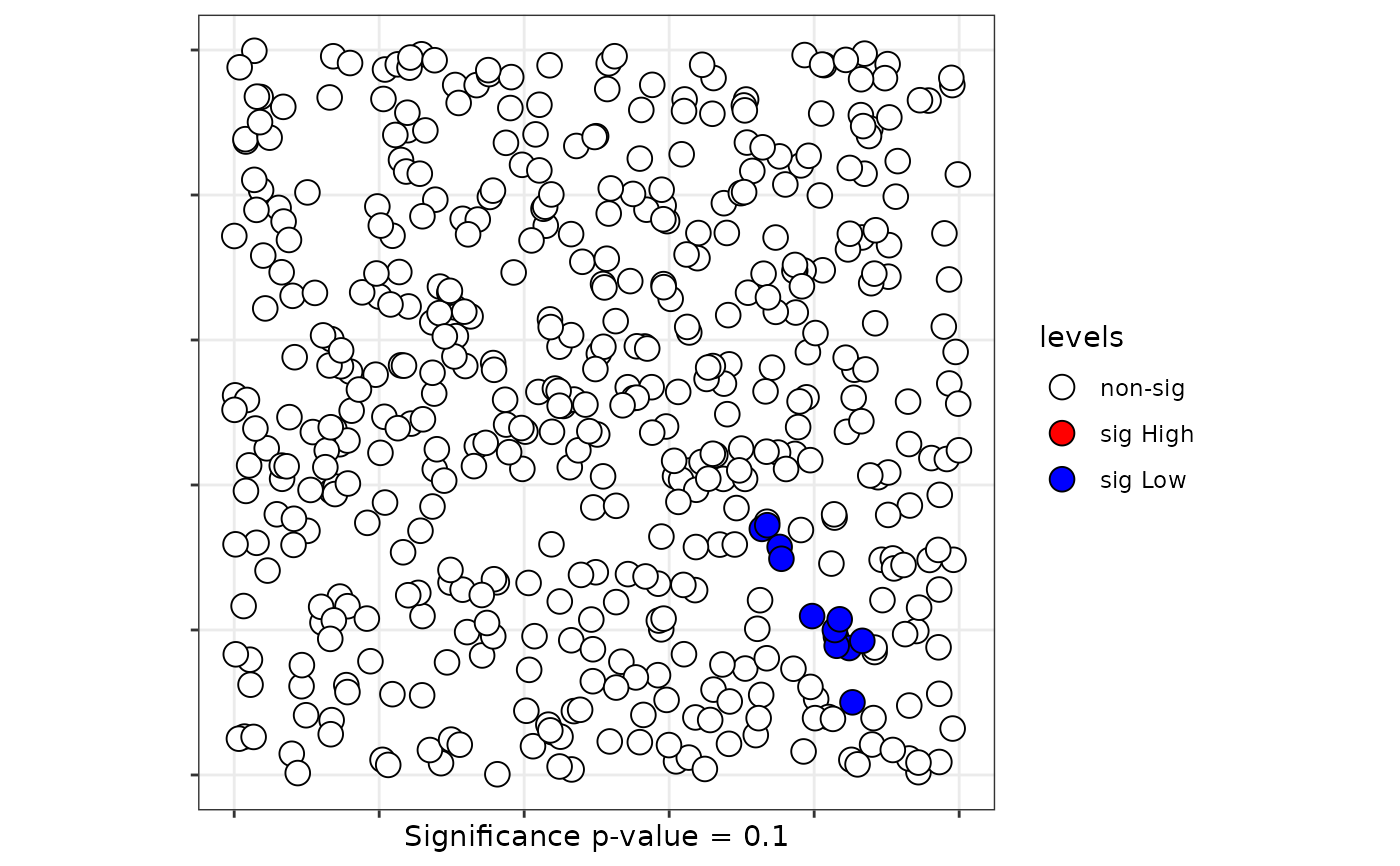 levels
non-sig
sig High
sig Low
Significance p-value = 0.1